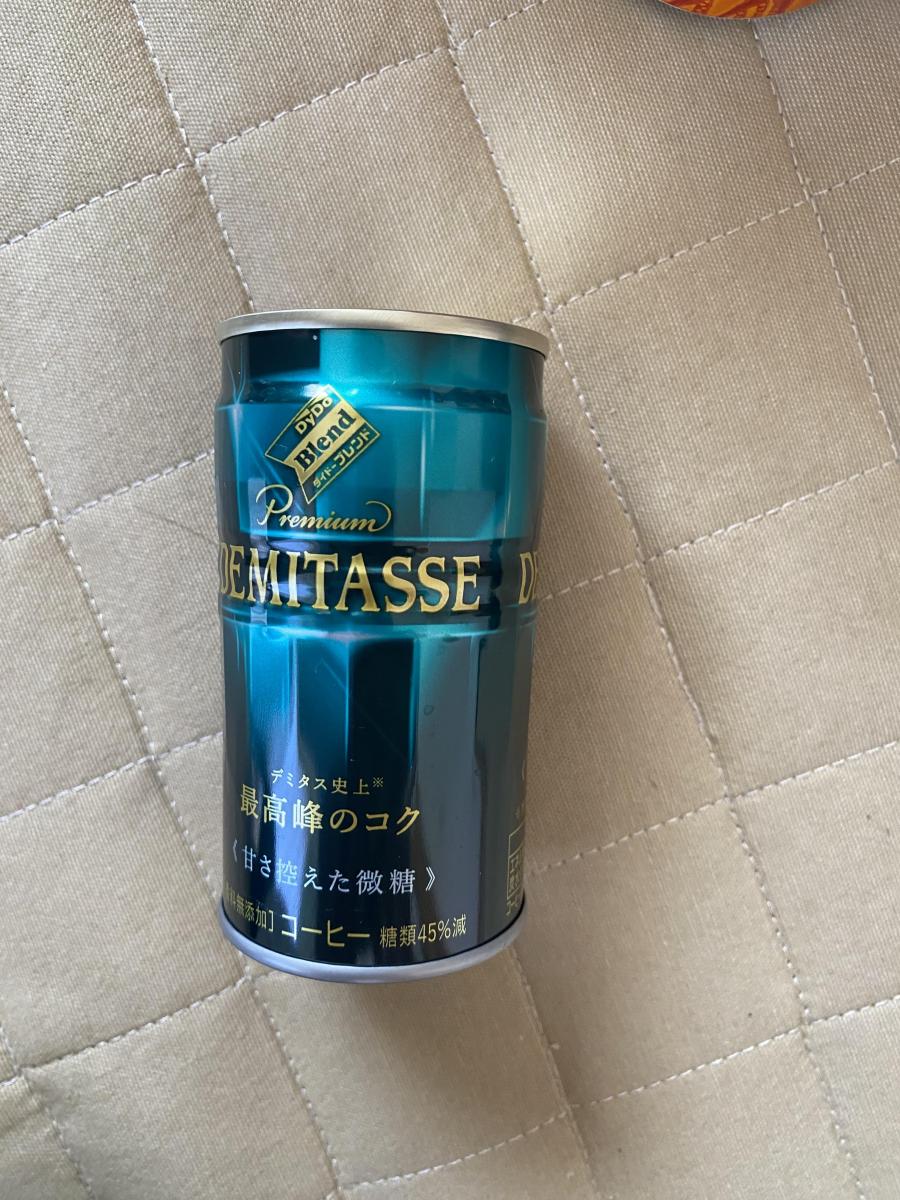 DyDo
Blend
ダイドーブレンド
Premium
DEMITASSE
デミタス史上※
最高峰のコク
《甘さ控えた微糖》
料無添加] コーヒー 糖類45%減